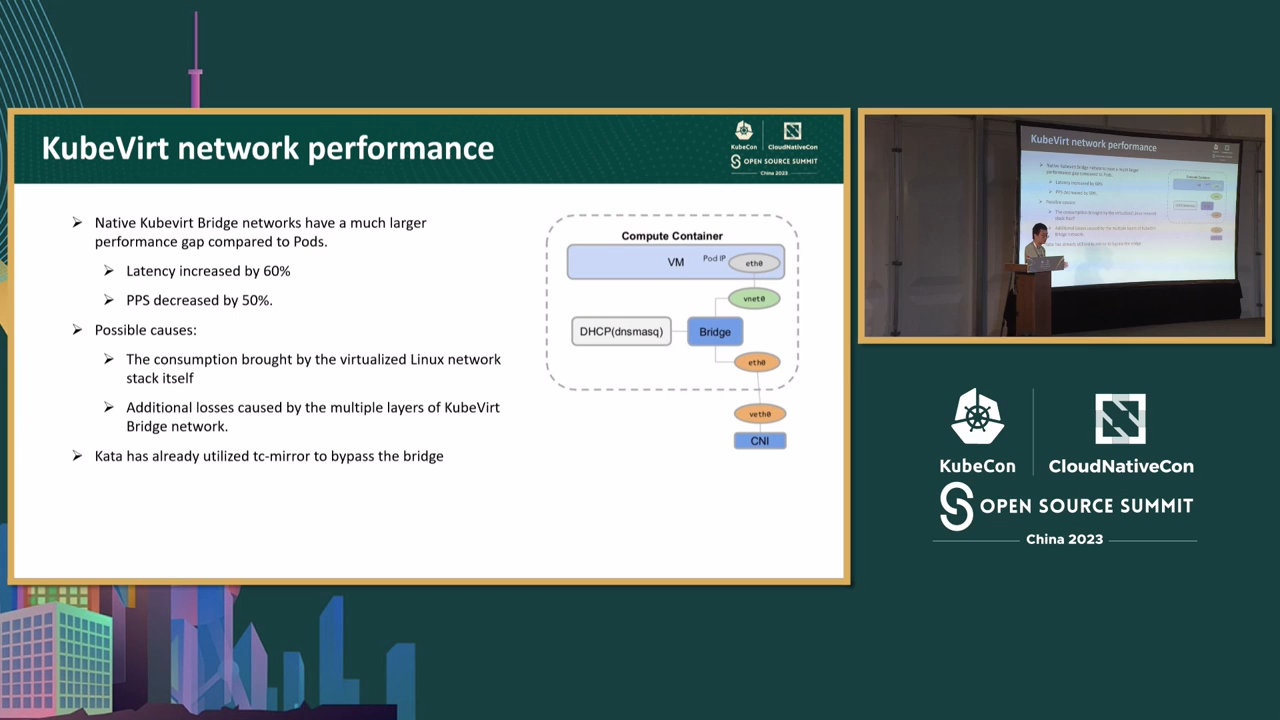 KubeVirt network performance
KubeCon
CloudNativeCon
OPEN SOURCE SUMMIT
China 2023
Native Kubevirt Bridge networks have a much larger
performance gap compared to Pods.
Latency increased by 60%
PPS decreased by 50%.
Possible causes:
The consumption brought by the virtualized Linux network
stack itself
Additional losses caused by the multiple layers of KubeVirt
Bridge network.
Kata has already utilized tc-mirror to bypass the bridge
Compute Container
VM
Pod IP
eth0
vnet0
DHCP(dnsmasq)
Bridge
eth0
veth0
CNI
KubeVirt network performance
KubeCon
CloudNativeCon
OPEN SOURCE SUMMIT
China 2023